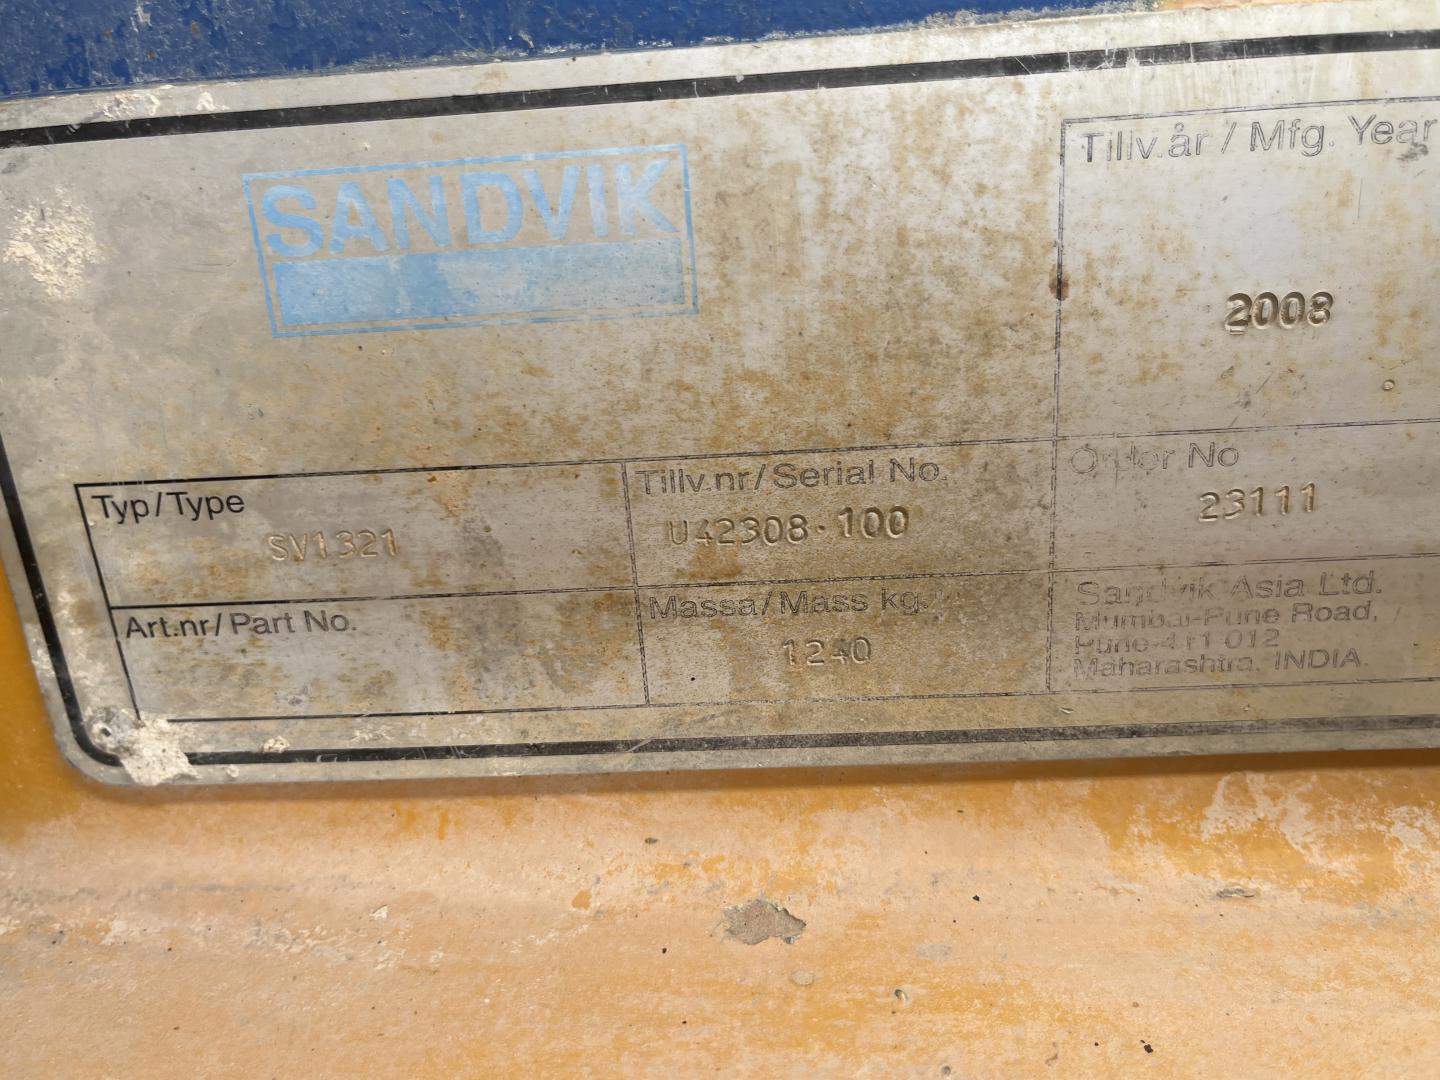 SANDVIK
Tillv.år / Mfg. Year
2008
Typ/Type
SV1321
Tillv.nr/Serial No.
U42308-100
Order No
23111
Art.nr/Part No.
Massa/Mass kg.
1240
Sandvik Asia Ltd.
Mumbai-Pune Road,
Pune-411 012
Maharashtra, INDIA.